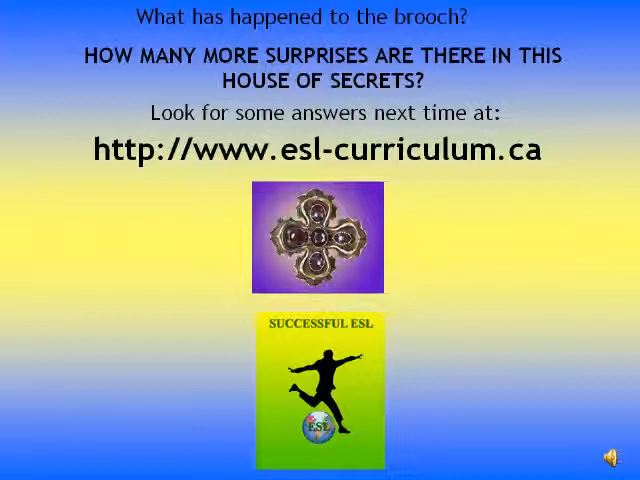 What has happened to the brooch?
HOW MANY MORE SURPRISES ARE THERE IN THIS
HOUSE OF SECRETS?
Look for some answers next time at:
http://www.esl-curriculum.ca
SUCCESSFUL ESL
ESL